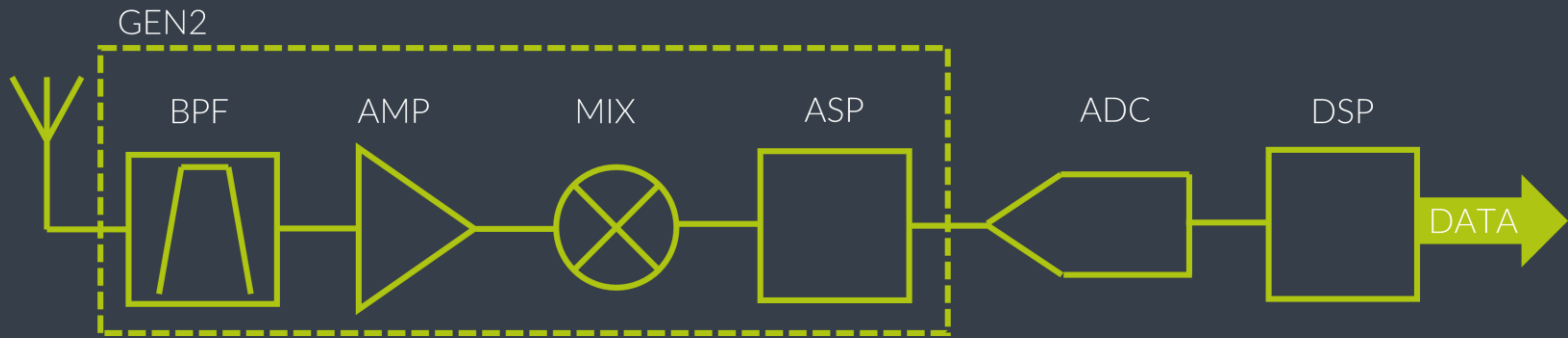 GEN2
BPF
AMP
MIX
ASP
ADC
DSP
DATA